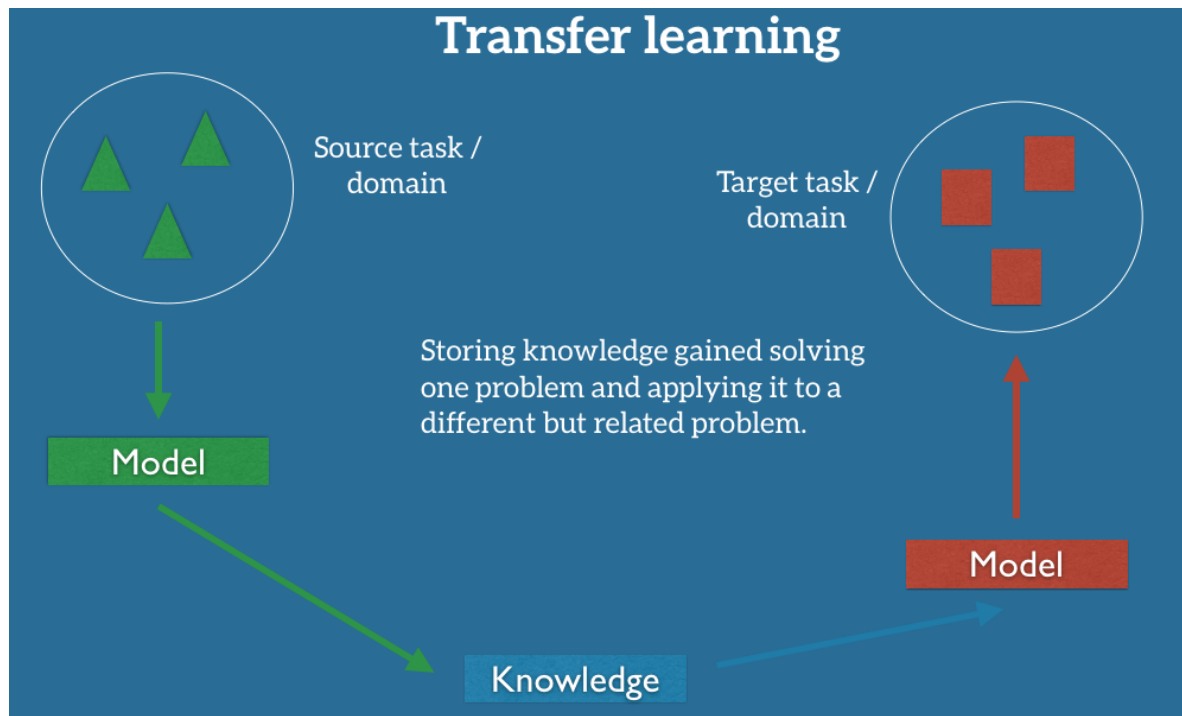 Transfer learning
Source task /
domain
Target task /
domain
Storing knowledge gained solving
one problem and applying it to a
different but related problem.
Model
Model
Knowledge